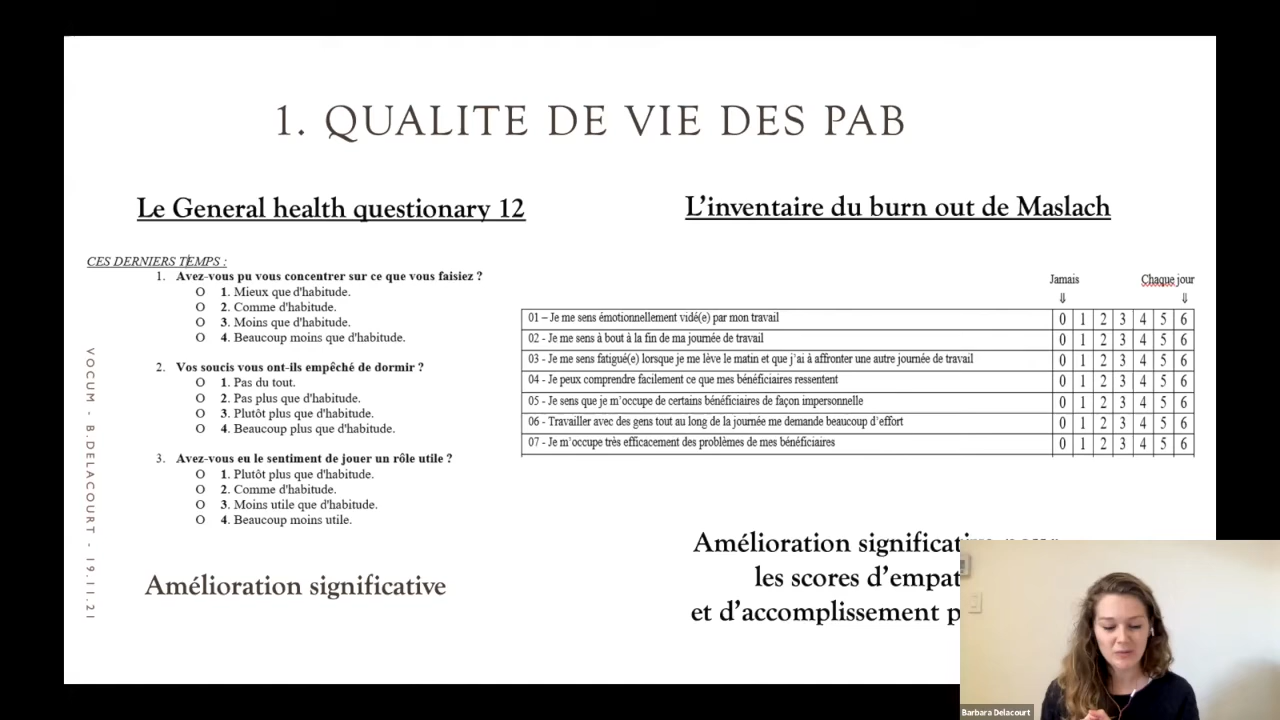 1. QUALITE DE VIE DES PAB
Le General health questionary 12
CES DERNIERS TEMPS :
1. Avez-vous pu vous concentrer sur ce que vous faisiez ?
O 1. Mieux que d'habitude.
O 2. Comme d'habitude.
O 3. Moins que d'habitude.
O 4. Beaucoup moins que d'habitude.
2. Vos soucis vous ont-ils empêché de dormir ?
O 1. Pas du tout.
O 2. Pas plus que d'habitude.
O 3. Plutôt plus que d'habitude.
O 4. Beaucoup plus que d'habitude.
3. Avez-vous eu le sentiment de jouer un rôle utile ?
O 1. Plutôt plus que d'habitude.
O 2. Comme d'habitude.
O 3. Moins utile que d'habitude.
O 4. Beaucoup moins utile.
Amélioration significative
L'inventaire du burn out de Maslach
Jamais Chaque jour
⇓ ⇓
01 – Je me sens émotionnellement vidé(e) par mon travail 0 1 2 3 4 5 6
02 - Je me sens à bout à la fin de ma journée de travail 0 1 2 3 4 5 6
03 - Je me sens fatigué(e) lorsque je me lève le matin et que j'ai à affronter une autre journée de travail 0 1 2 3 4 5 6
04 - Je peux comprendre facilement ce que mes bénéficiaires ressentent 0 1 2 3 4 5 6
05 - Je sens que je m'occupe de certains bénéficiaires de façon impersonnelle 0 1 2 3 4 5 6
06 - Travailler avec des gens tout au long de la journée me demande beaucoup d'effort 0 1 2 3 4 5 6
07 - Je m'occupe très efficacement des problèmes de mes bénéficiaires 0 1 2 3 4 5 6
Amélioration
les scores
et d'accomplissement
VOCUM - B.DELACOURT - 19.11.21
Barbara Delacourt